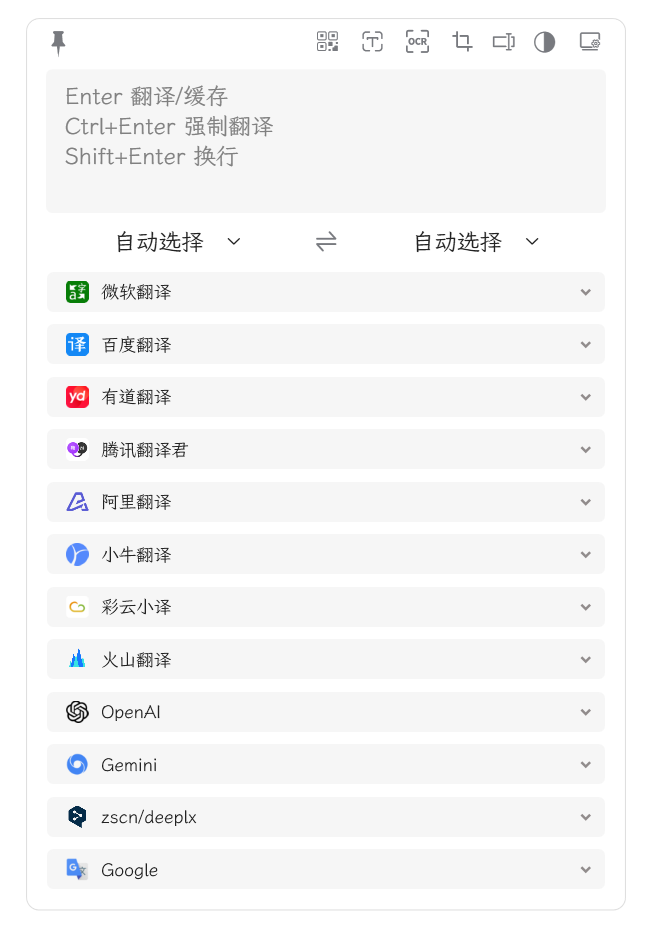 OCR
Enter 翻译/缓存
Ctrl+Enter 强制翻译
Shift+Enter 换行
自动选择 自动选择
微软翻译
译 百度翻译
yd 有道翻译
腾讯翻译君
阿里翻译
小牛翻译
彩云小译
火山翻译
OpenAI
Gemini
zscn/deeplx
Google